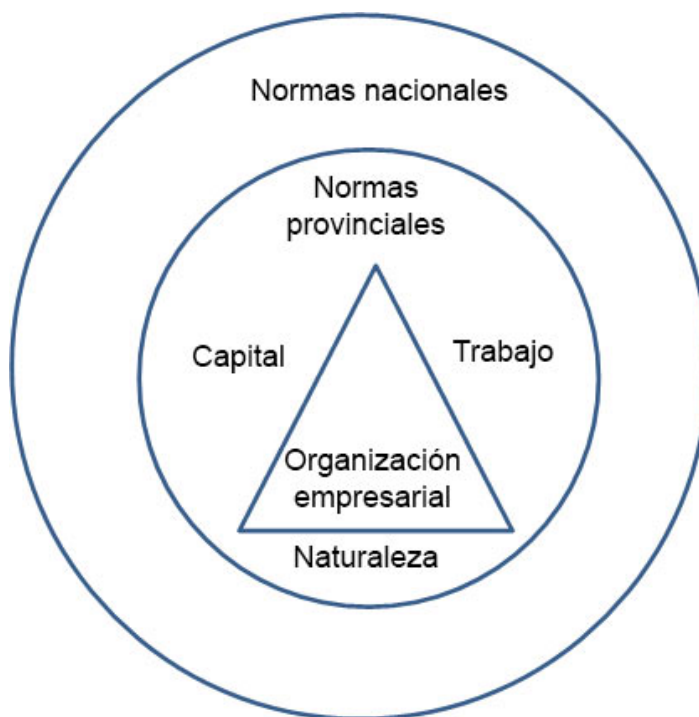 Normas nacionales
Normas
provinciales
Capital
Trabajo
Organización
empresarial
Naturaleza